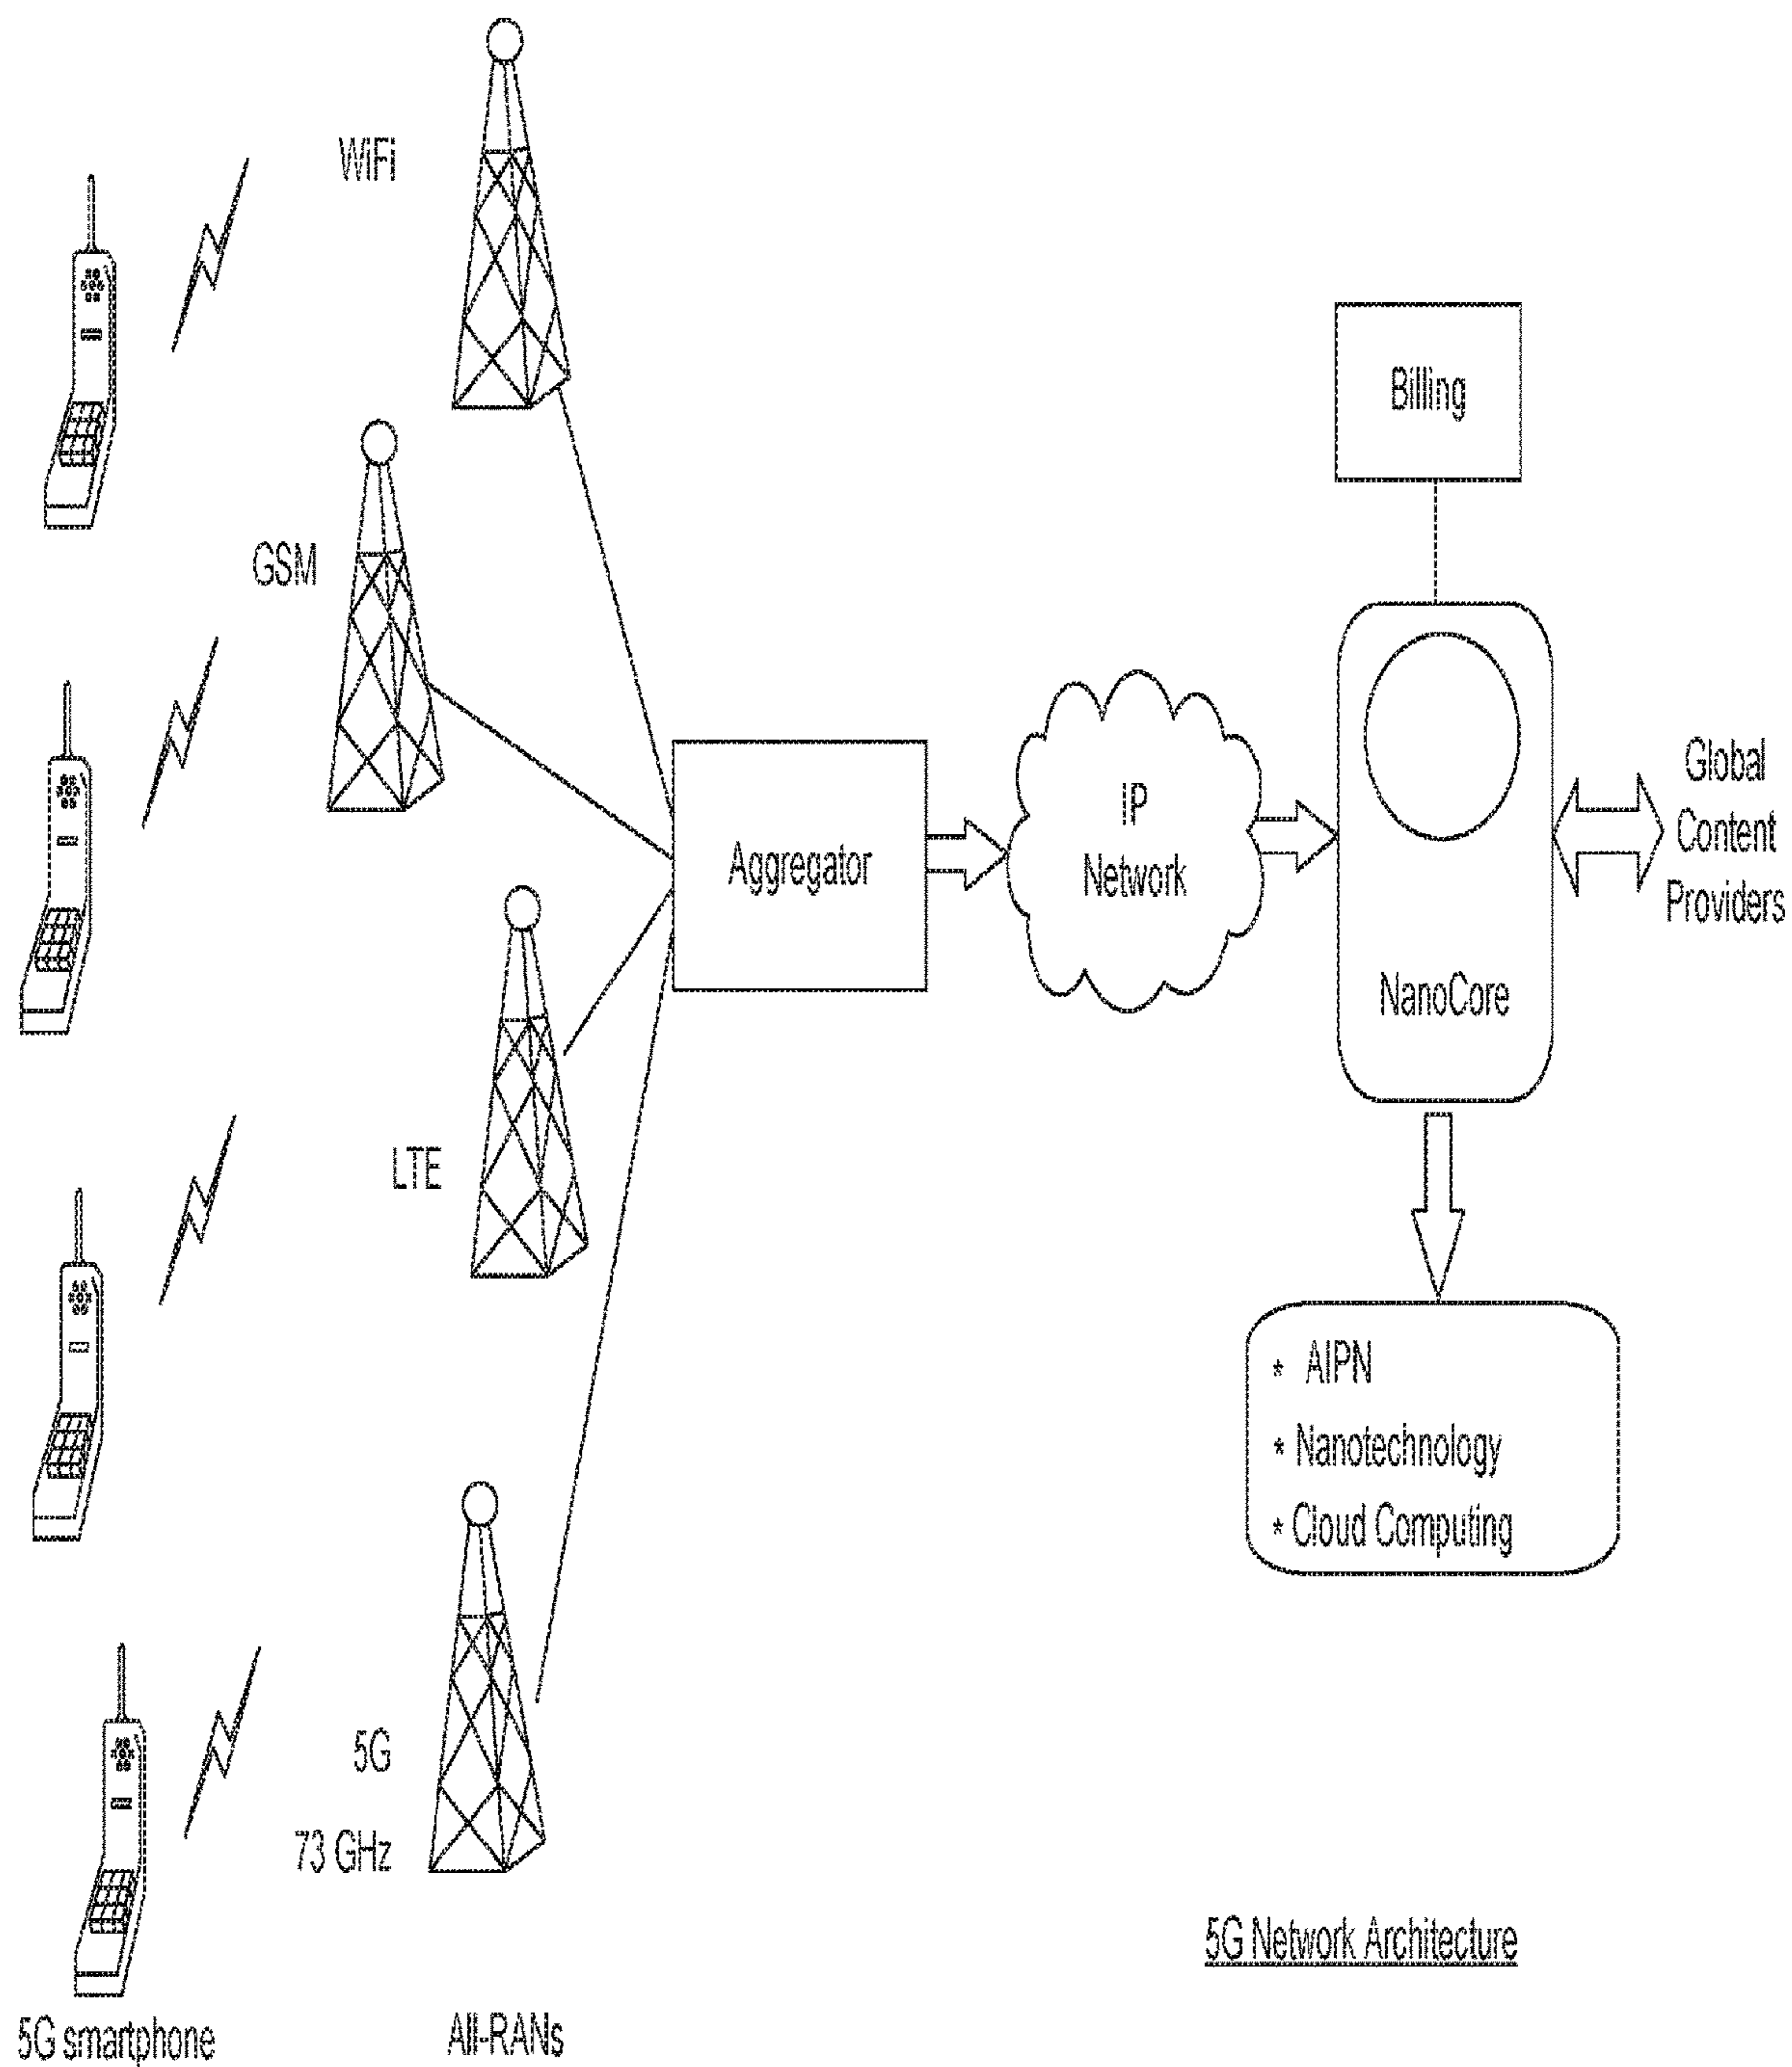 WiFi
GSM
LTE
5G
73 GHz
5G smartphone
All-RANs
Aggregator
IP
Network
Billing
NanoCore
Global
Content
Providers
* AIPN
* Nanotechnology
* Cloud Computing
5G Network Architecture